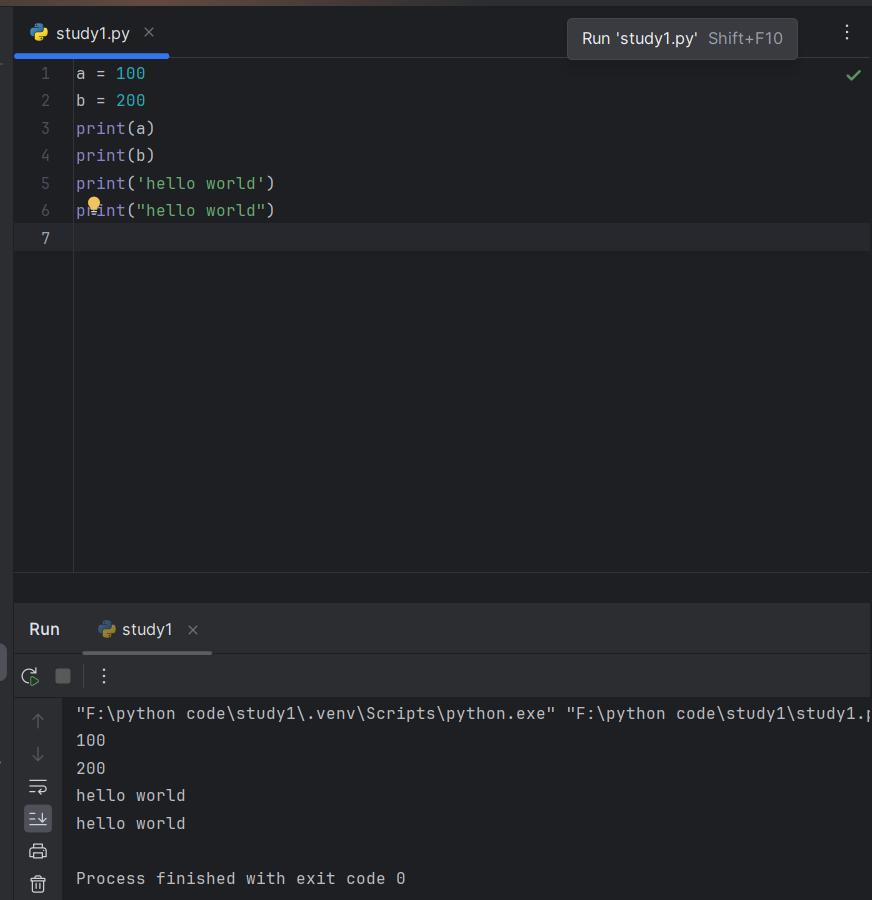 study1.py
Run 'study1.py' Shift+F10
1 a = 100
2 b = 200
3 print(a)
4 print(b)
5 print('hello world')
6 print("hello world")
7
Run study1
"F:\python code\study1\.venv\Scripts\python.exe" "F:\python code\study1\study1.p
100
200
hello world
hello world
Process finished with exit code 0